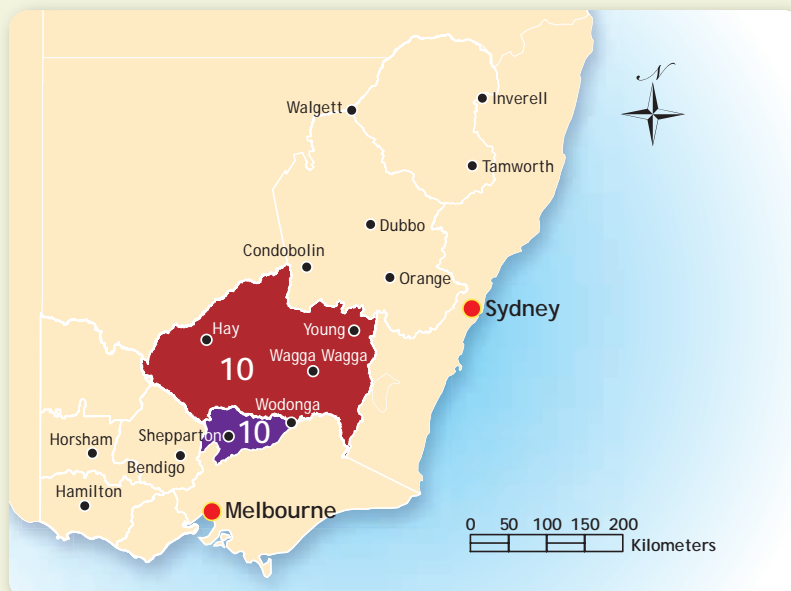 N
Walgett
Inverell
Tamworth
Dubbo
Condobolin
Orange
Sydney
Hay
Young
10
Wagga Wagga
Wodonga
Shepparton
10
Horsham
Bendigo
Hamilton
Melbourne
0 50 100 150 200
Kilometers